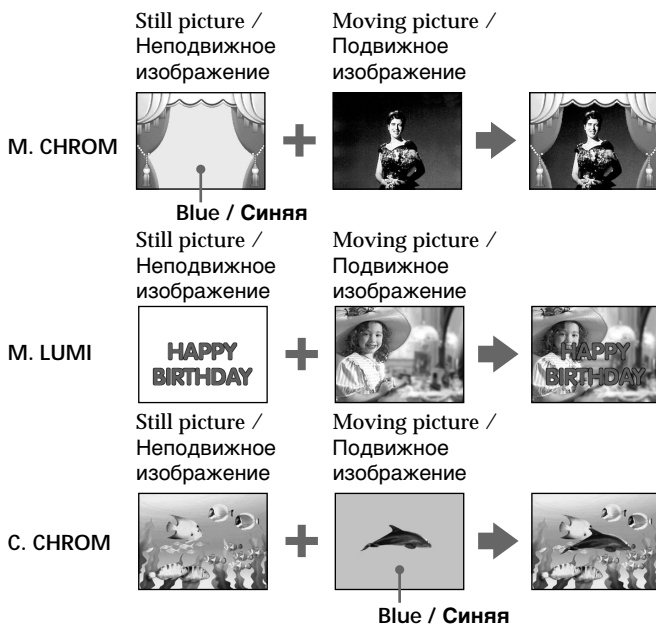 Still picture /
Неподвижное
изображение
Moving picture /
Подвижное
изображение
M. CHROM
Blue / Синяя
Still picture /
Неподвижное
изображение
Moving picture /
Подвижное
изображение
M. LUMI
HAPPY
BIRTHDAY
HAPPY
BIRTHDAY
Still picture /
Неподвижное
изображение
Moving picture /
Подвижное
изображение
C. CHROM
Blue / Синяя